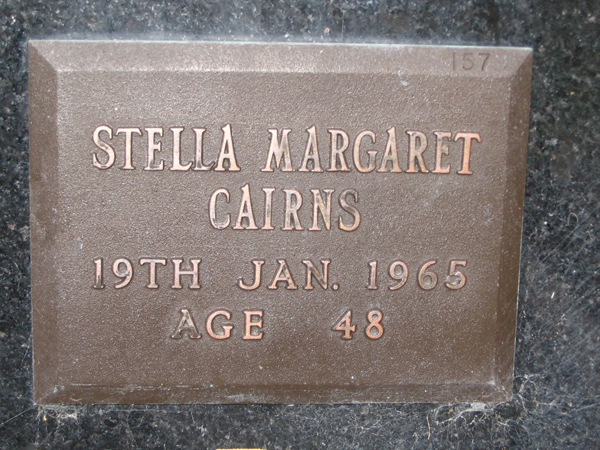 157
STELLA MARGARET
CAIRNS
19TH JAN. 1965
AGE 48